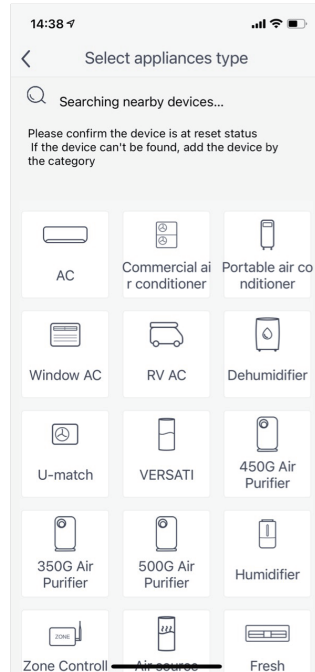 14:38
Select appliances type
Searching nearby devices...
Please confirm the device is at reset status
If the device can't be found, add the device by
the category
AC
Commercial ai
r conditioner
Portable air co
nditioner
Window AC
RV AC
Dehumidifier
U-match
VERSATI
450G Air
Purifier
350G Air
Purifier
500G Air
Purifier
Humidifier
ZONE
Zone Controll
Air source
Fresh